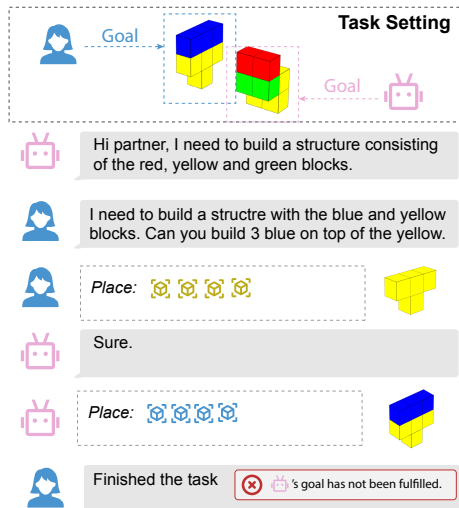 Task Setting
Goal
Goal
Hi partner, I need to build a structure consisting
of the red, yellow and green blocks.
I need to build a structre with the blue and yellow
blocks. Can you build 3 blue on top of the yellow.
Place:
Sure.
Place:
Finished the task
's goal has not been fulfilled.